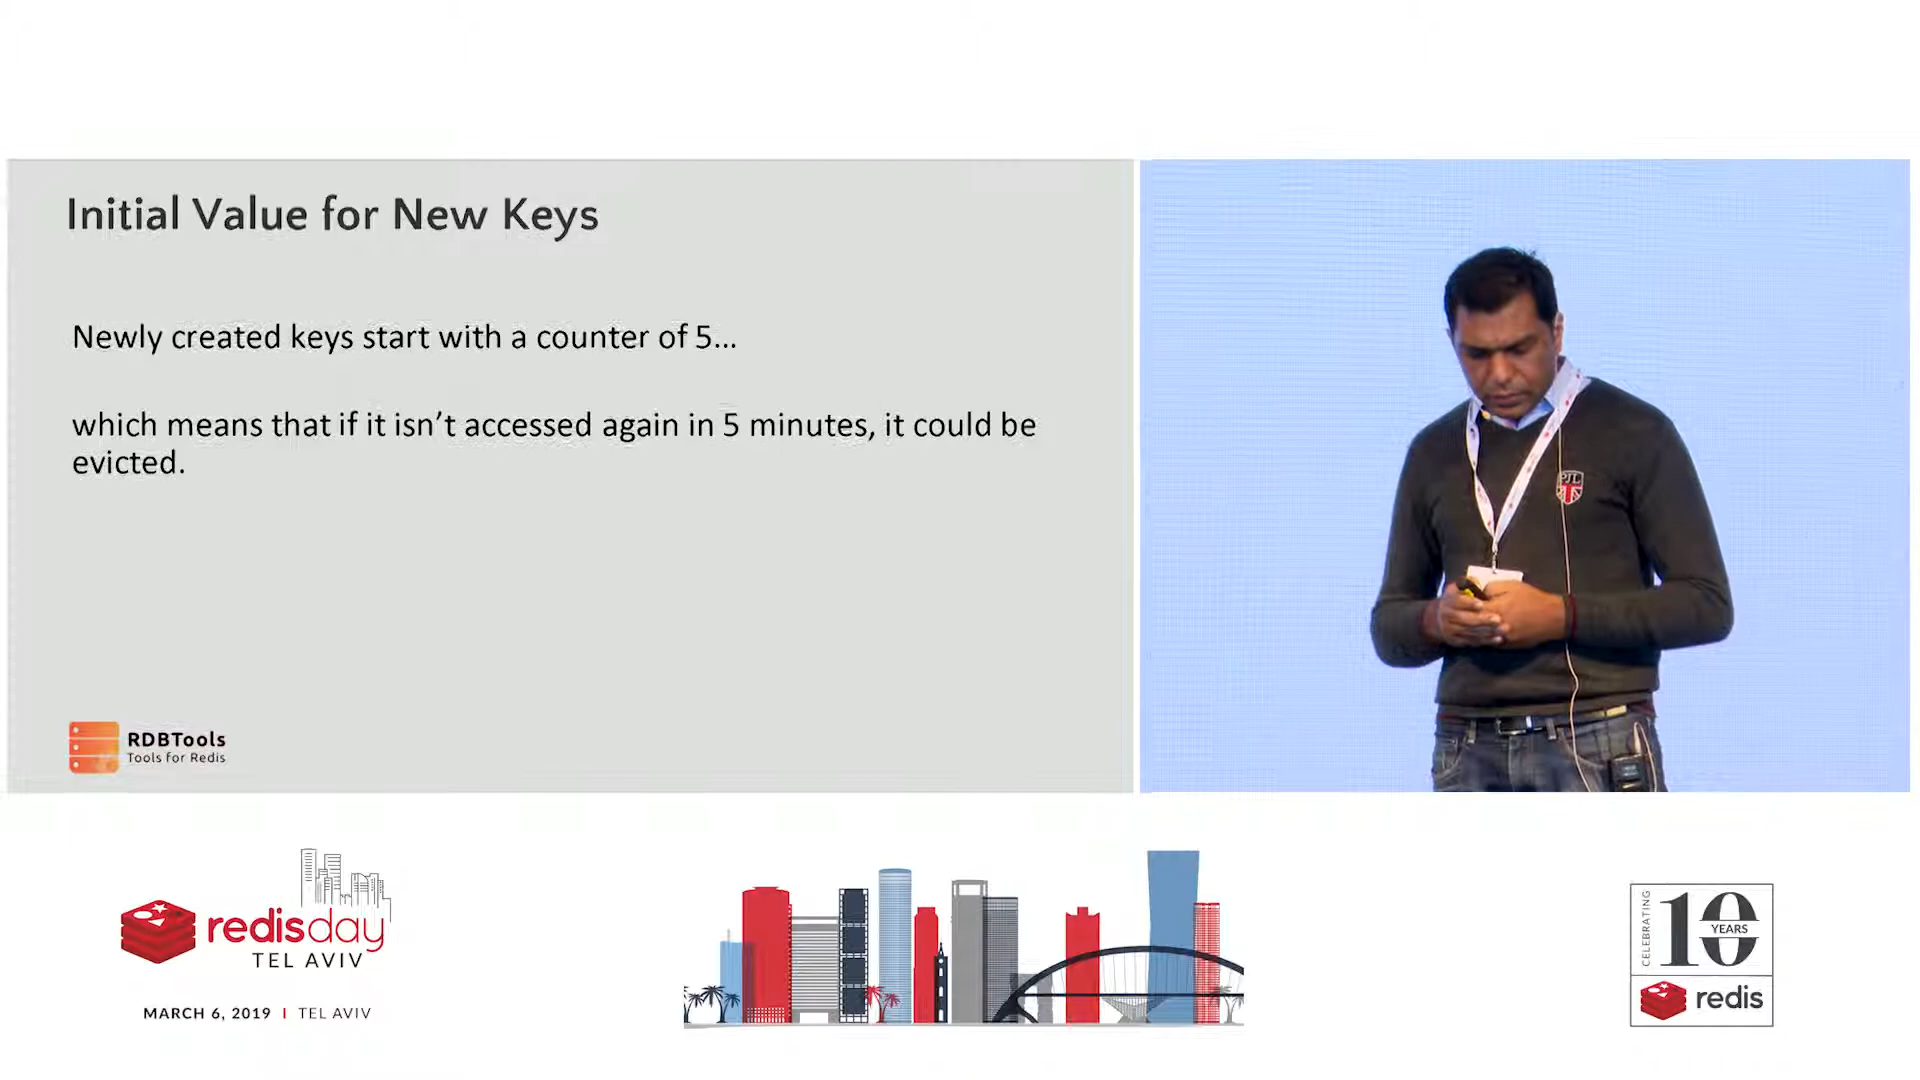 Initial Value for New Keys
Newly created keys start with a counter of 5...
which means that if it isn’t accessed again in 5 minutes, it could be
evicted.
RDBTools
Tools for Redis
PJL
redisday
TEL AVIV
MARCH 6, 2019 | TEL AVIV
CELEBRATING
10
YEARS
redis